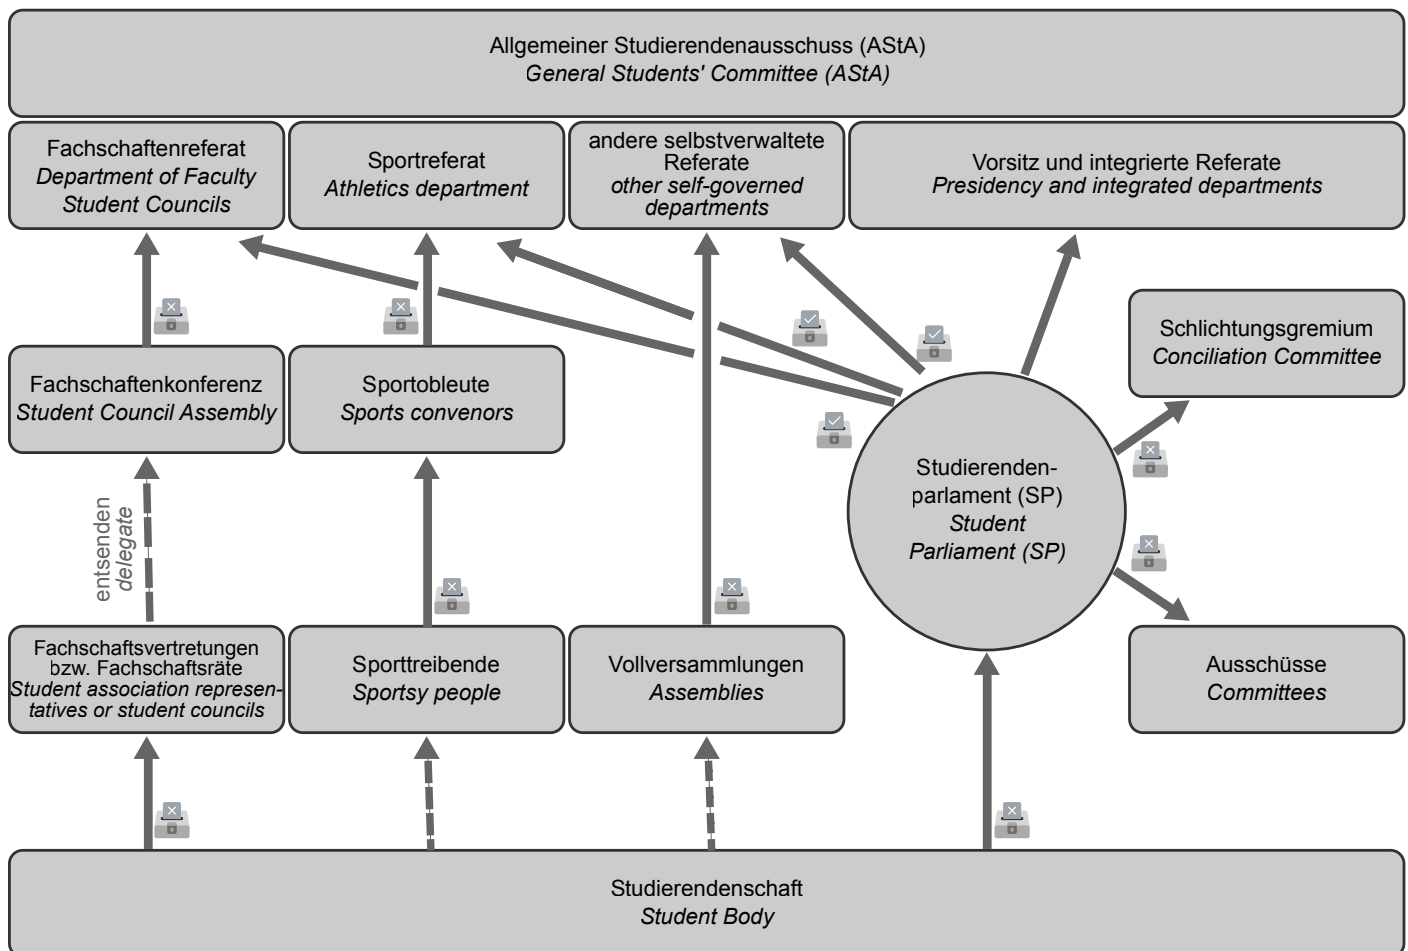 Allgemeiner Studierendenausschuss (AStA)
General Students' Committee (AStA)
Fachschaftenreferat
Department of Faculty
Student Councils
Sportreferat
Athletics department
andere selbstverwaltete
Referate
other self-governed
departments
Vorsitz und integrierte Referate
Presidency and integrated departments
Schlichtungsgremium
Conciliation Committee
Fachschaftenkonferenz
Student Council Assembly
Sportobleute
Sports convenors
Studierenden-
parlament (SP)
Student
Parliament (SP)
entsenden
delegate
Fachschaftsvertretungen
bzw. Fachschaftsräte
Student association represen-
tatives or student councils
Sporttreibende
Sportsy people
Vollversammlungen
Assemblies
Ausschüsse
Committees
Studierendenschaft
Student Body